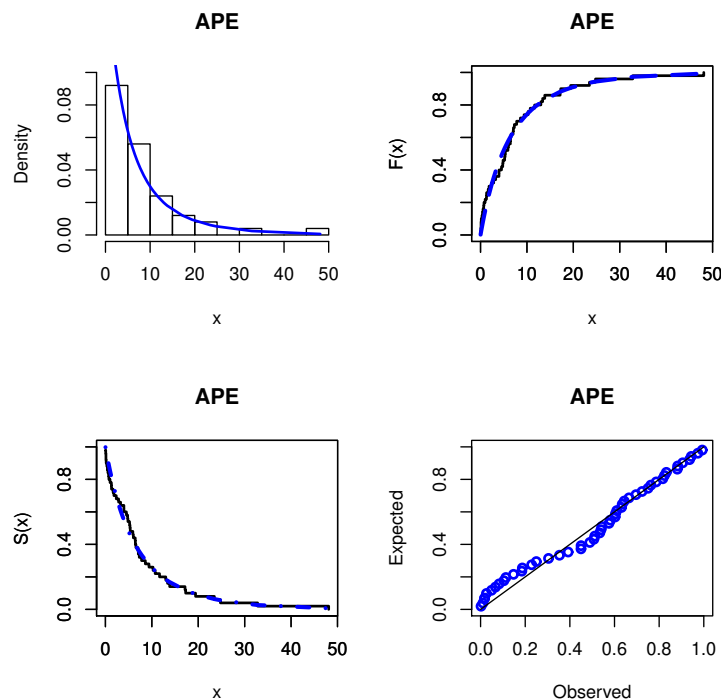 APE
Density
0.00 0.04 0.08
0 10 20 30 40 50
x
APE
F(x)
0.0 0.4 0.8
0 10 20 30 40 50
x
APE
S(x)
0.0 0.4 0.8
0 10 20 30 40 50
x
APE
Expected
0.0 0.4 0.8
0.0 0.2 0.4 0.6 0.8 1.0
Observed